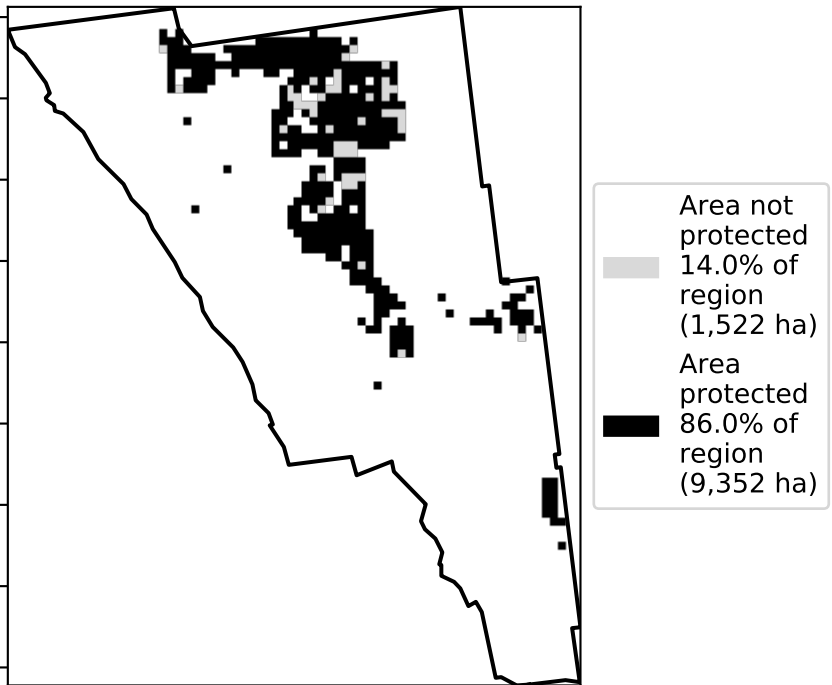 Area not
protected
14.0% of
region
(1,522 ha)
Area
protected
86.0% of
region
(9,352 ha)